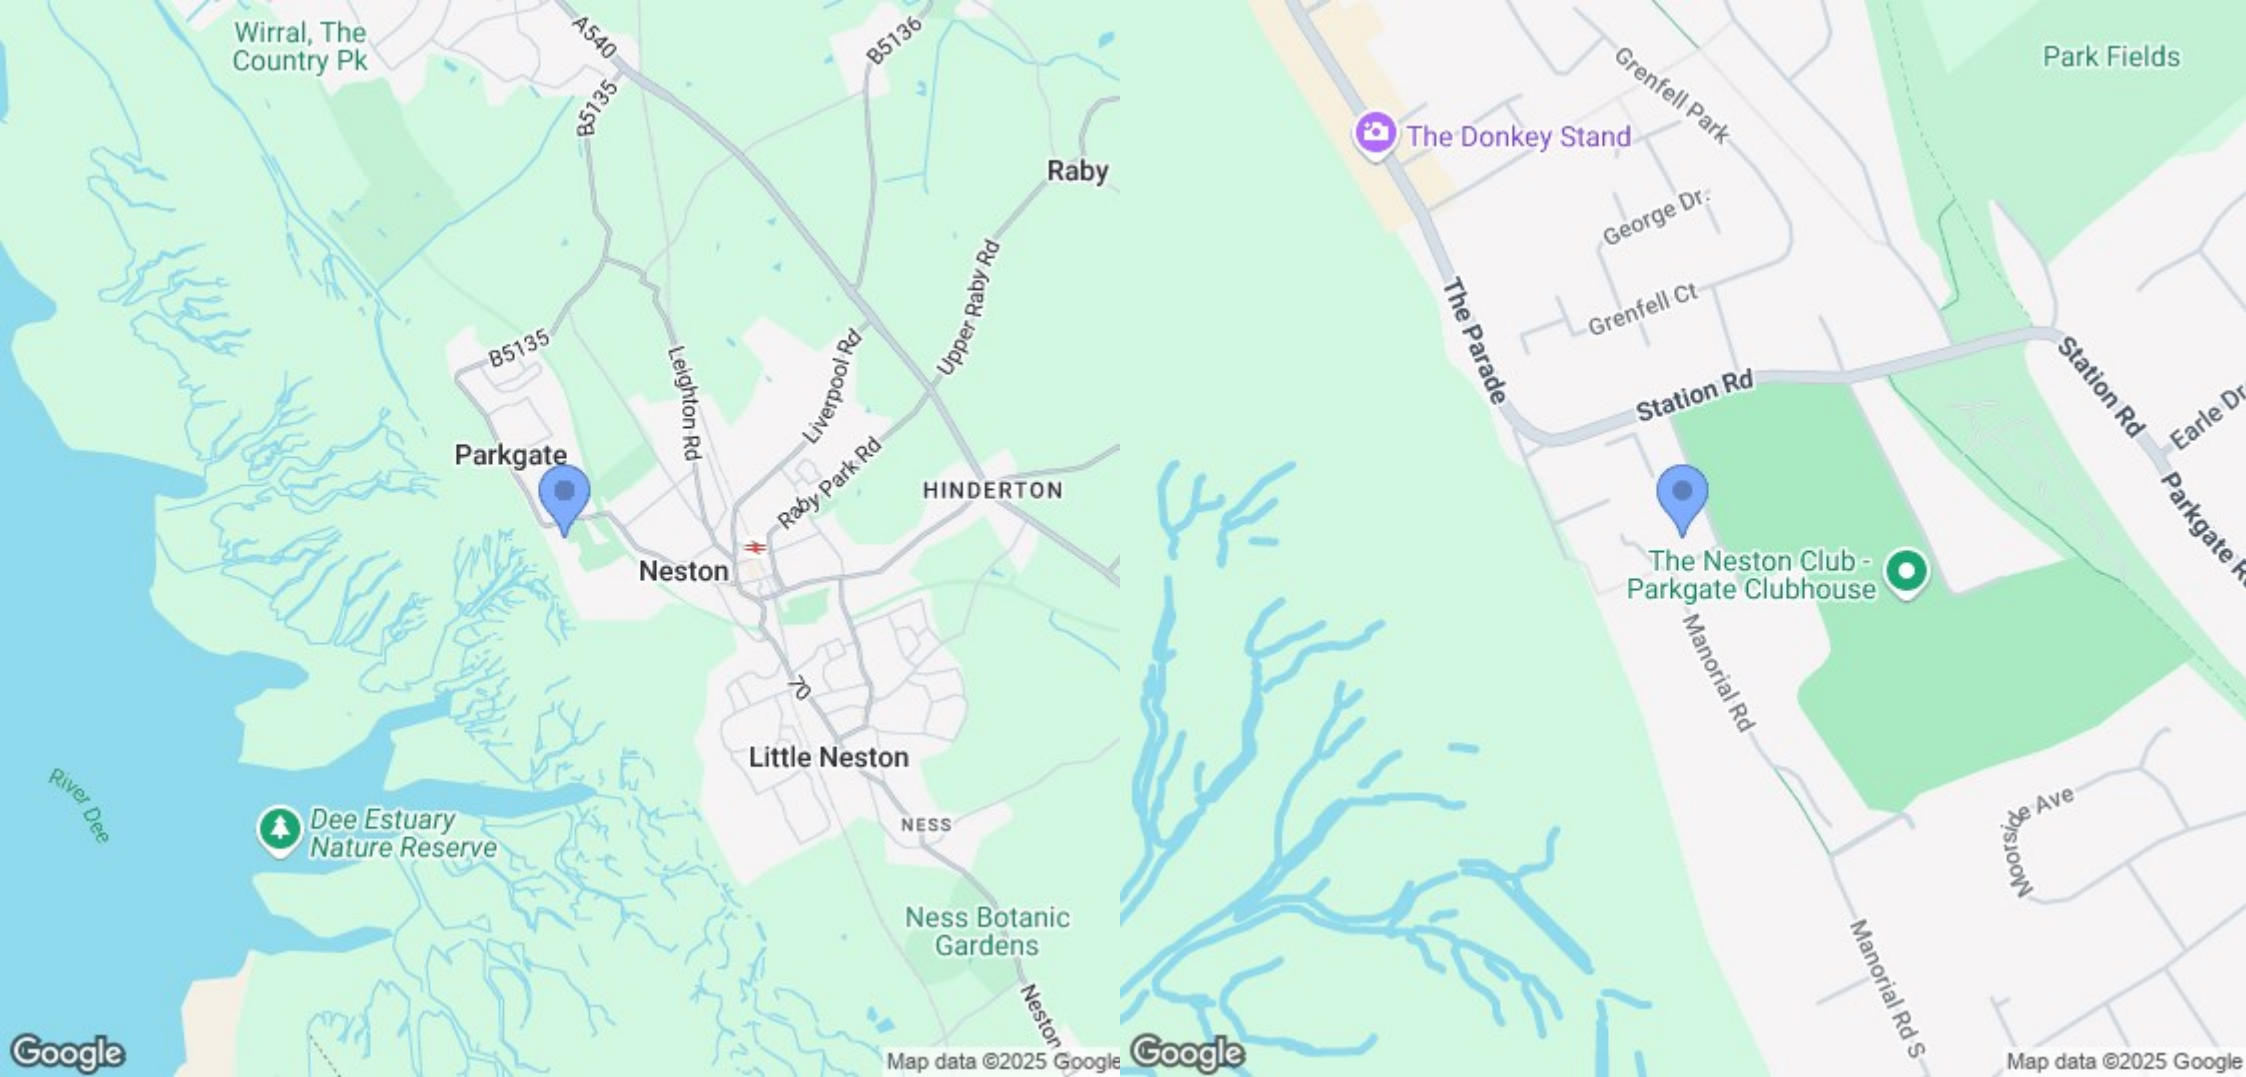 Wirral, The
Country Pk
A540
B5136
B5135
Raby
Upper Raby Rd
B5135
Leighton Rd
Liverpool Rd
Parkgate
Raby Park Rd
HINDERTON
Neston
70
Little Neston
River Dee
Dee Estuary
Nature Reserve
NESS
Ness Botanic
Gardens
Neston
Google
Map data ©2025 Google
Park Fields
Grenfell Park
The Donkey Stand
George Dr.
Grenfell Ct
The Parade
Station Rd
Station Rd
Earle Dr
Parkgate R
The Neston Club -
Parkgate Clubhouse
Manorial Rd
Moorside Ave
Manorial Rd S
Google
Map data ©2025 Google